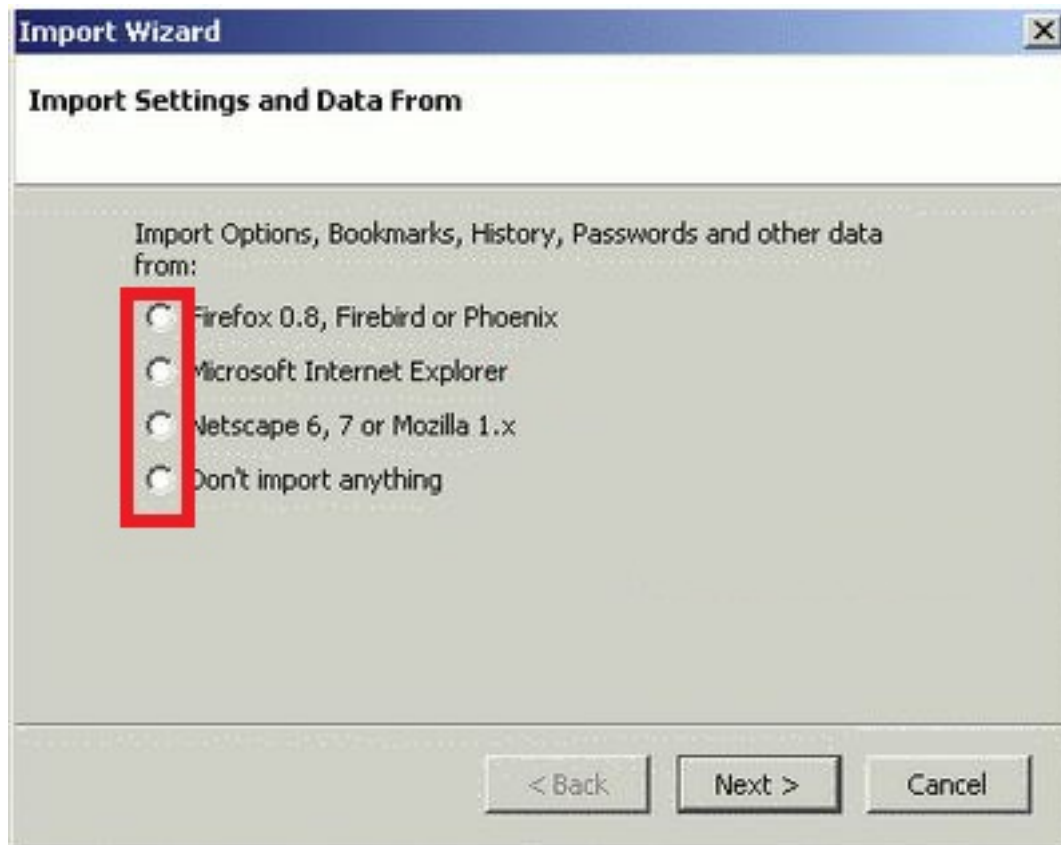 Import Wizard
Import Settings and Data From
Import Options, Bookmarks, History, Passwords and other data
from:
Firefox 0.8, Firebird or Phoenix
Microsoft Internet Explorer
Netscape 6, 7 or Mozilla 1.x
Don't import anything
< Back
Next >
Cancel